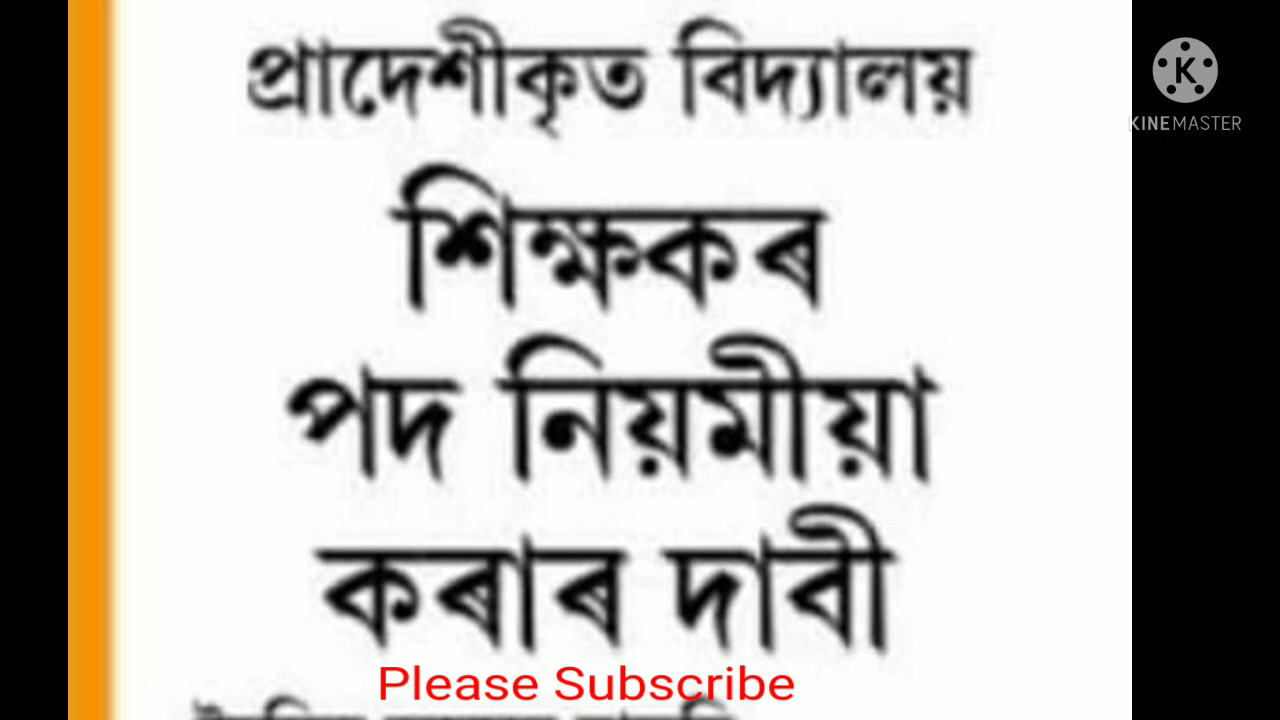 প্ৰাদেশীকৃত বিদ্যালয়
KINEMASTER
শিক্ষকৰ
পদ নিয়মীয়া
কৰাৰ দাবী
Please Subscribe